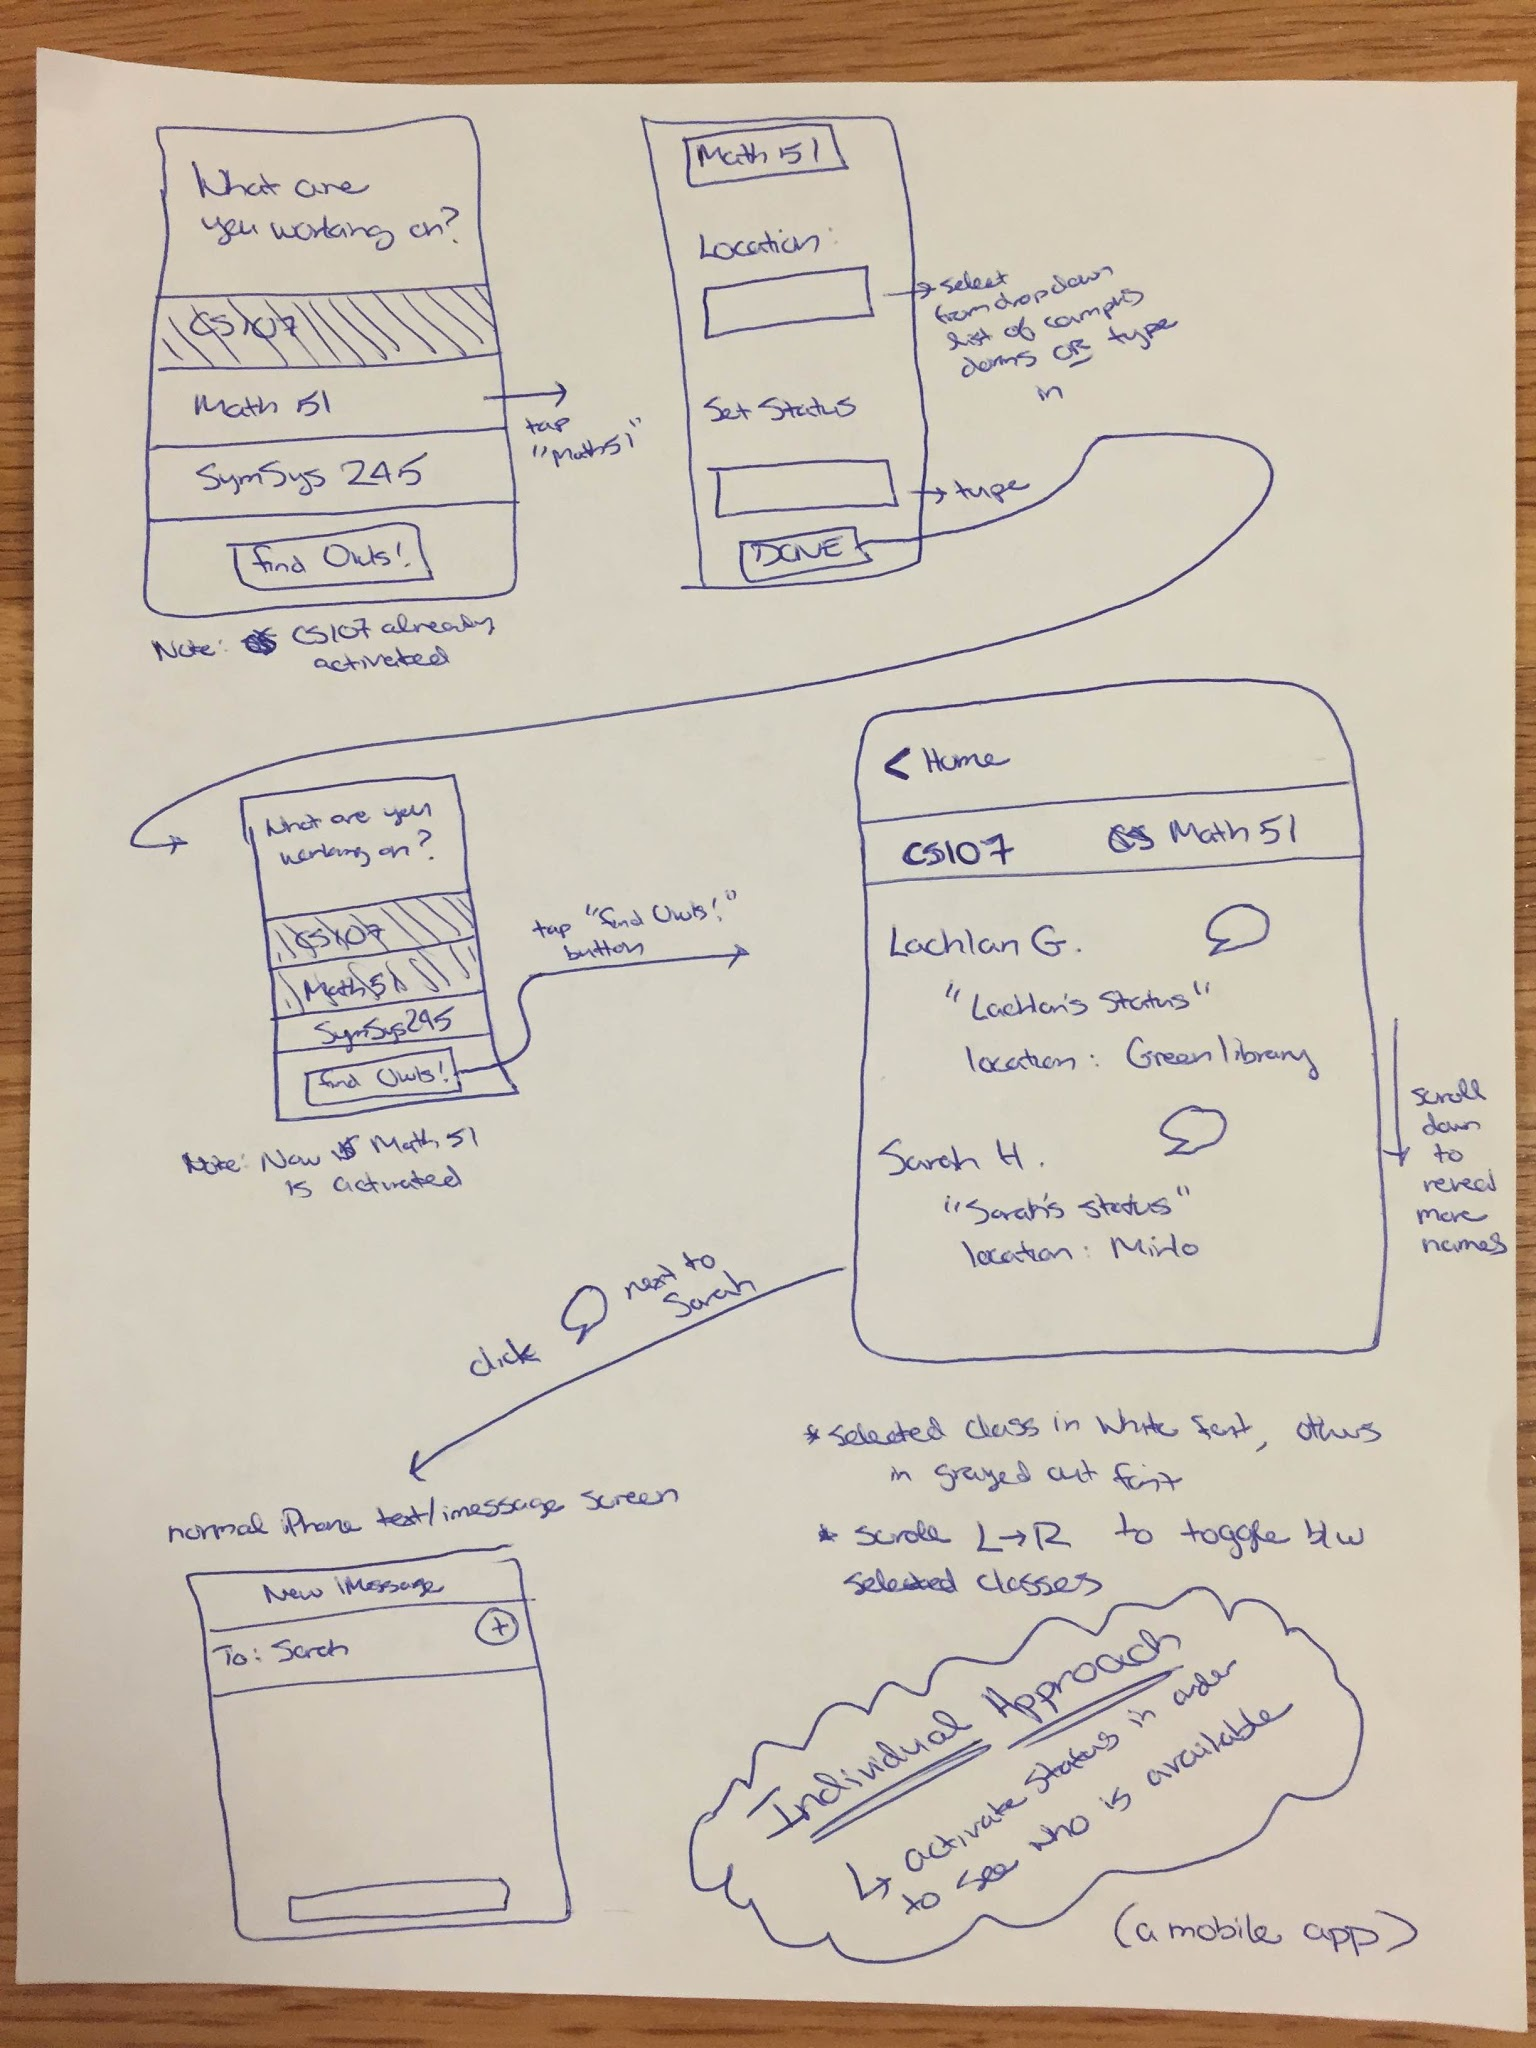 What are
you working on?
CS107
Math 51
SymSys 245
find Owls!
Note: CS107 already
activated
tap
"Math51"
Math 51
Location:
select
from dropdown
list of campus
dorms OR type
in
Set Status
type
DONE
What are you
working on?
CS107
Math 51
SymSys245
find Owls!
Note: Now Math 51
is activated
tap "find Owls!"
button
< Home
CS107 Math 51
Lachlan G.
"Lachlan's Status"
location: Green library
Sarah H.
"Sarah's status"
location: Mirlo
scroll
down
to
reveal
more
names
click next to
Sarah
* selected class in white font, others
in grayed out font
* scroll L→R to toggle b/w
selected classes
normal iPhone text/imessage screen
New iMessage
To: Sarah +
Individual Approach
↳ activate status in order
to see who is available
(a mobile app)